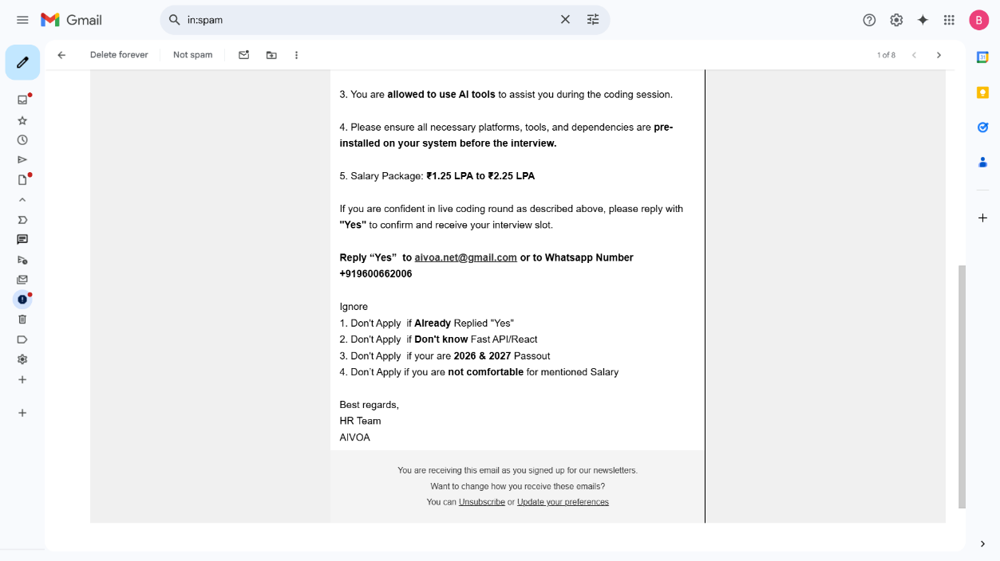 Gmail
in:spam
B
Delete forever
Not spam
1 of 8
31
3. You are allowed to use AI tools to assist you during the coding session.
4. Please ensure all necessary platforms, tools, and dependencies are pre-
installed on your system before the interview.
5. Salary Package: ₹1.25 LPA to ₹2.25 LPA
If you are confident in live coding round as described above, please reply with
"Yes" to confirm and receive your interview slot.
Reply “Yes” to aivoa.net@gmail.com or to Whatsapp Number
+919600662006
Ignore
1. Don't Apply if Already Replied "Yes"
2. Don't Apply if Don't know Fast API/React
3. Don't Apply if your are 2026 & 2027 Passout
4. Don’t Apply if you are not comfortable for mentioned Salary
Best regards,
HR Team
AIVOA
You are receiving this email as you signed up for our newsletters.
Want to change how you receive these emails?
You can Unsubscribe or Update your preferences